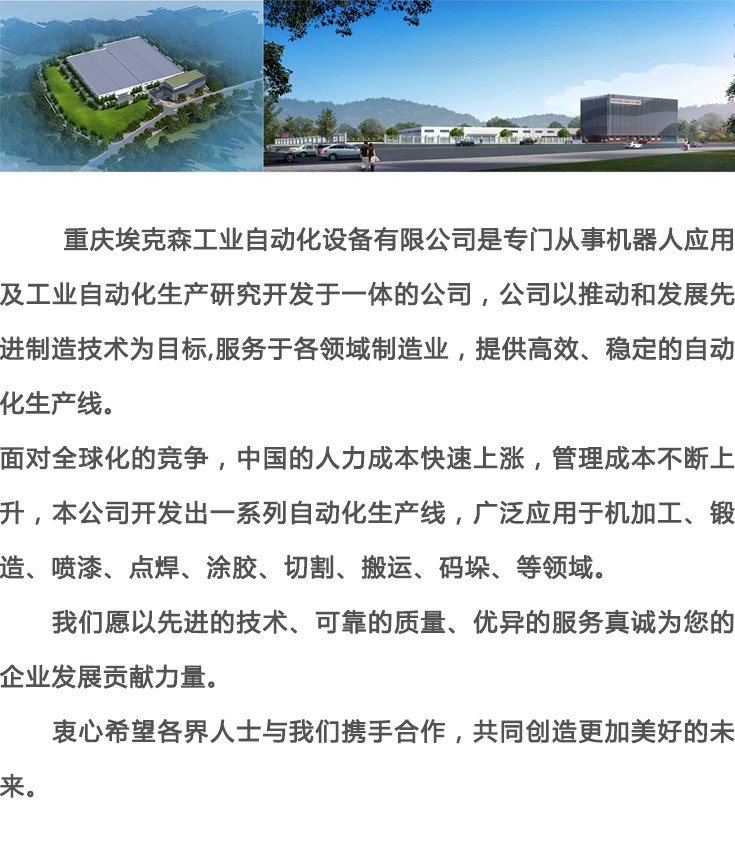 重庆埃克森工业自动化设备有限公司是专门从事机器人应用
及工业自动化生产研究开发于一体的公司，公司以推动和发展先
进制造技术为目标,服务于各领域制造业，提供高效、稳定的自动
化生产线。
面对全球化的竞争，中国的人力成本快速上涨，管理成本不断上
升，本公司开发出一系列自动化生产线，广泛应用于机加工、锻
造、喷漆、点焊、涂胶、切割、搬运、码垛、等领域。
我们愿以先进的技术、可靠的质量、优异的服务真诚为您的
企业发展贡献力量。
衷心希望各界人士与我们携手合作，共同创造更加美好的未
来。